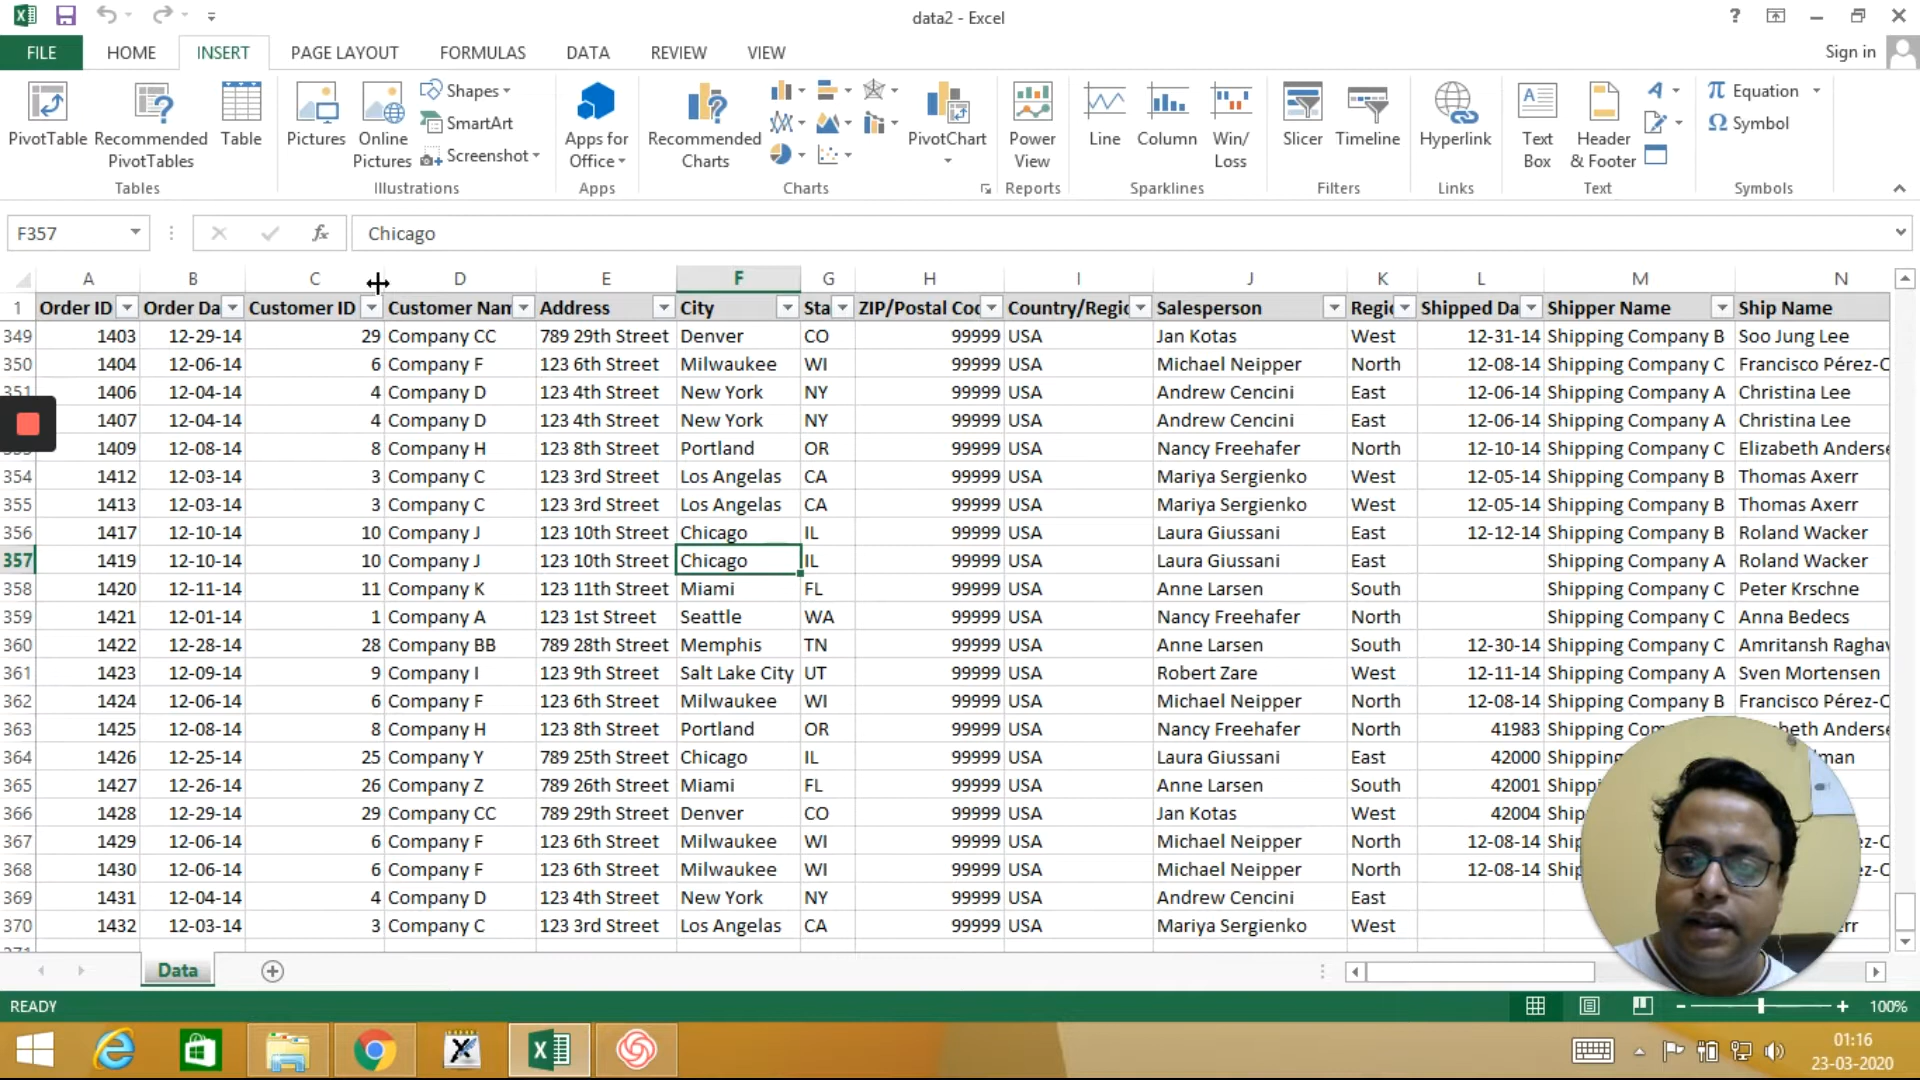 data2 - Excel
?
FILE HOME INSERT PAGE LAYOUT FORMULAS DATA REVIEW VIEW Sign in
PivotTable Recommended PivotTables Table Pictures Online Pictures Shapes SmartArt Screenshot Apps for Office Recommended Charts PivotChart Power View Line Column Win/Loss Slicer Timeline Hyperlink Text Box Header & Footer Equation Symbol
Tables Illustrations Apps Charts Reports Sparklines Filters Links Text Symbols
F357 fx Chicago
A B C D E F G H I J K L M N
1 Order ID Order Da Customer ID Customer Nan Address City Sta ZIP/Postal Coc Country/Regic Salesperson Regic Shipped Da Shipper Name Ship Name
349 1403 12-29-14 29 Company CC 789 29th Street Denver CO 99999 USA Jan Kotas West 12-31-14 Shipping Company B Soo Jung Lee
350 1404 12-06-14 6 Company F 123 6th Street Milwaukee WI 99999 USA Michael Neipper North 12-08-14 Shipping Company C Francisco Pérez-C
351 1406 12-04-14 4 Company D 123 4th Street New York NY 99999 USA Andrew Cencini East 12-06-14 Shipping Company A Christina Lee
1407 12-04-14 4 Company D 123 4th Street New York NY 99999 USA Andrew Cencini East 12-06-14 Shipping Company A Christina Lee
1409 12-08-14 8 Company H 123 8th Street Portland OR 99999 USA Nancy Freehafer North 12-10-14 Shipping Company C Elizabeth Anderse
354 1412 12-03-14 3 Company C 123 3rd Street Los Angelas CA 99999 USA Mariya Sergienko West 12-05-14 Shipping Company B Thomas Axerr
355 1413 12-03-14 3 Company C 123 3rd Street Los Angelas CA 99999 USA Mariya Sergienko West 12-05-14 Shipping Company B Thomas Axerr
356 1417 12-10-14 10 Company J 123 10th Street Chicago IL 99999 USA Laura Giussani East 12-12-14 Shipping Company B Roland Wacker
357 1419 12-10-14 10 Company J 123 10th Street Chicago IL 99999 USA Laura Giussani East Shipping Company A Roland Wacker
358 1420 12-11-14 11 Company K 123 11th Street Miami FL 99999 USA Anne Larsen South Shipping Company C Peter Krschne
359 1421 12-01-14 1 Company A 123 1st Street Seattle WA 99999 USA Nancy Freehafer North Shipping Company C Anna Bedecs
360 1422 12-28-14 28 Company BB 789 28th Street Memphis TN 99999 USA Anne Larsen South 12-30-14 Shipping Company C Amritansh Raghav
361 1423 12-09-14 9 Company I 123 9th Street Salt Lake City UT 99999 USA Robert Zare West 12-11-14 Shipping Company A Sven Mortensen
362 1424 12-06-14 6 Company F 123 6th Street Milwaukee WI 99999 USA Michael Neipper North 12-08-14 Shipping Company B Francisco Pérez-C
363 1425 12-08-14 8 Company H 123 8th Street Portland OR 99999 USA Nancy Freehafer North 41983 Shipping Con beth Anderse
364 1426 12-25-14 25 Company Y 789 25th Street Chicago IL 99999 USA Laura Giussani East 42000 Shipping man
365 1427 12-26-14 26 Company Z 789 26th Street Miami FL 99999 USA Anne Larsen South 42001 Shippi
366 1428 12-29-14 29 Company CC 789 29th Street Denver CO 99999 USA Jan Kotas West 42004 Shipp
367 1429 12-06-14 6 Company F 123 6th Street Milwaukee WI 99999 USA Michael Neipper North 12-08-14 Ship ez-C
368 1430 12-06-14 6 Company F 123 6th Street Milwaukee WI 99999 USA Michael Neipper North 12-08-14 Ship ez-C
369 1431 12-04-14 4 Company D 123 4th Street New York NY 99999 USA Andrew Cencini East
370 1432 12-03-14 3 Company C 123 3rd Street Los Angelas CA 99999 USA Mariya Sergienko West rr
Data
READY 100%
01:16
23-03-2020